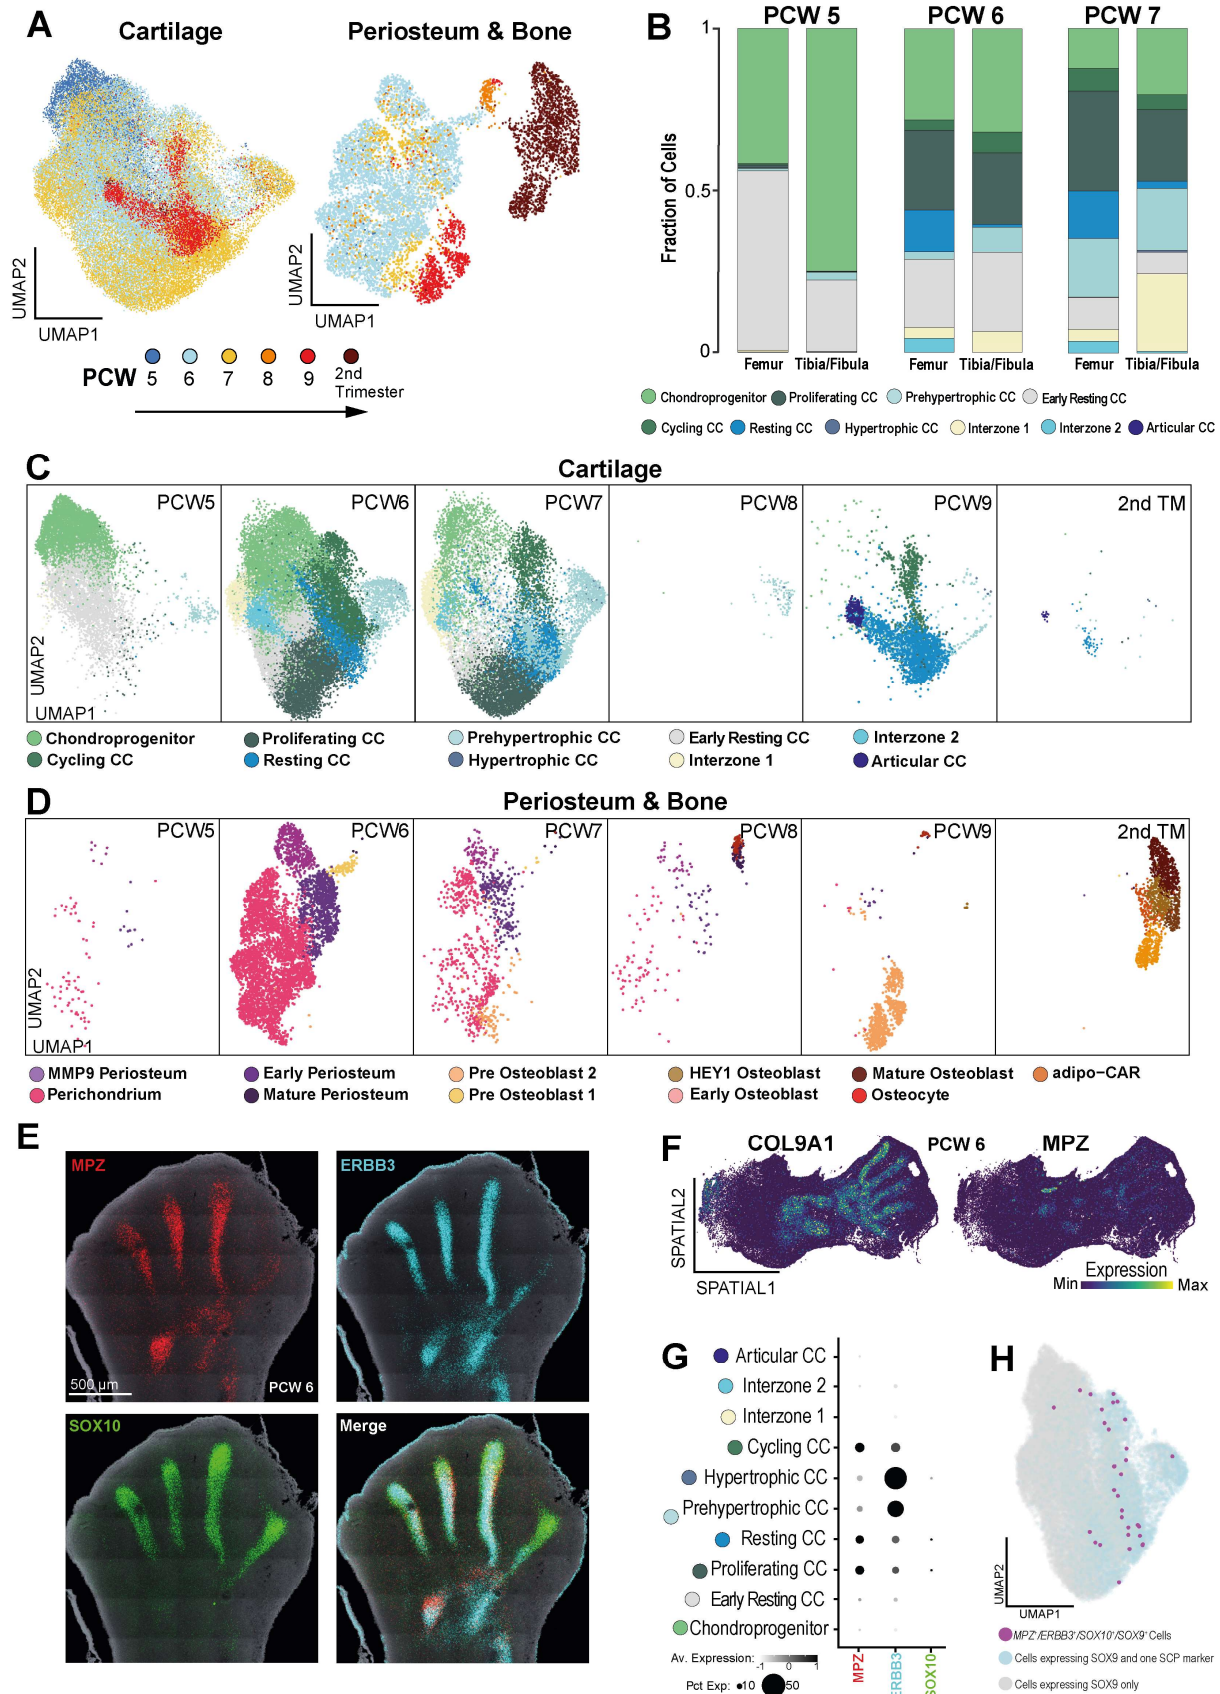 A
Cartilage
Periosteum & Bone
UMAP2
UMAP1
UMAP2
UMAP1
PCW
5
6
7
8
9
2nd
Trimester
B
PCW 5
PCW 6
PCW 7
Fraction of Cells
1
0.5
0
Femur
Tibia/Fibula
Femur
Tibia/Fibula
Femur
Tibia/Fibula
Chondroprogenitor
Proliferating CC
Prehypertrophic CC
Early Resting CC
Cycling CC
Resting CC
Hypertrophic CC
Interzone 1
Interzone 2
Articular CC
C
Cartilage
PCW5
PCW6
PCW7
PCW8
PCW9
2nd TM
UMAP2
UMAP1
Chondroprogenitor
Proliferating CC
Prehypertrophic CC
Early Resting CC
Interzone 2
Cycling CC
Resting CC
Hypertrophic CC
Interzone 1
Articular CC
D
Periosteum & Bone
PCW5
PCW6
PCW7
PCW8
PCW9
2nd TM
UMAP2
UMAP1
MMP9 Periosteum
Early Periosteum
Pre Osteoblast 2
HEY1 Osteoblast
Mature Osteoblast
adipo-CAR
Perichondrium
Mature Periosteum
Pre Osteoblast 1
Early Osteoblast
Osteocyte
E
MPZ
ERBB3
500 µm
PCW 6
SOX10
Merge
F
COL9A1
PCW 6
MPZ
SPATIAL2
SPATIAL1
Expression
Min
Max
G
Articular CC
Interzone 2
Interzone 1
Cycling CC
Hypertrophic CC
Prehypertrophic CC
Resting CC
Proliferating CC
Early Resting CC
Chondroprogenitor
Av. Expression:
-1 0 1
Pct Exp:
10
50
MPZ
ERBB3
SOX10
H
UMAP2
UMAP1
MPZ⁺/ERBB3⁺/SOX10⁺/SOX9⁺ Cells
Cells expressing SOX9 and one SCP marker
Cells expressing SOX9 only